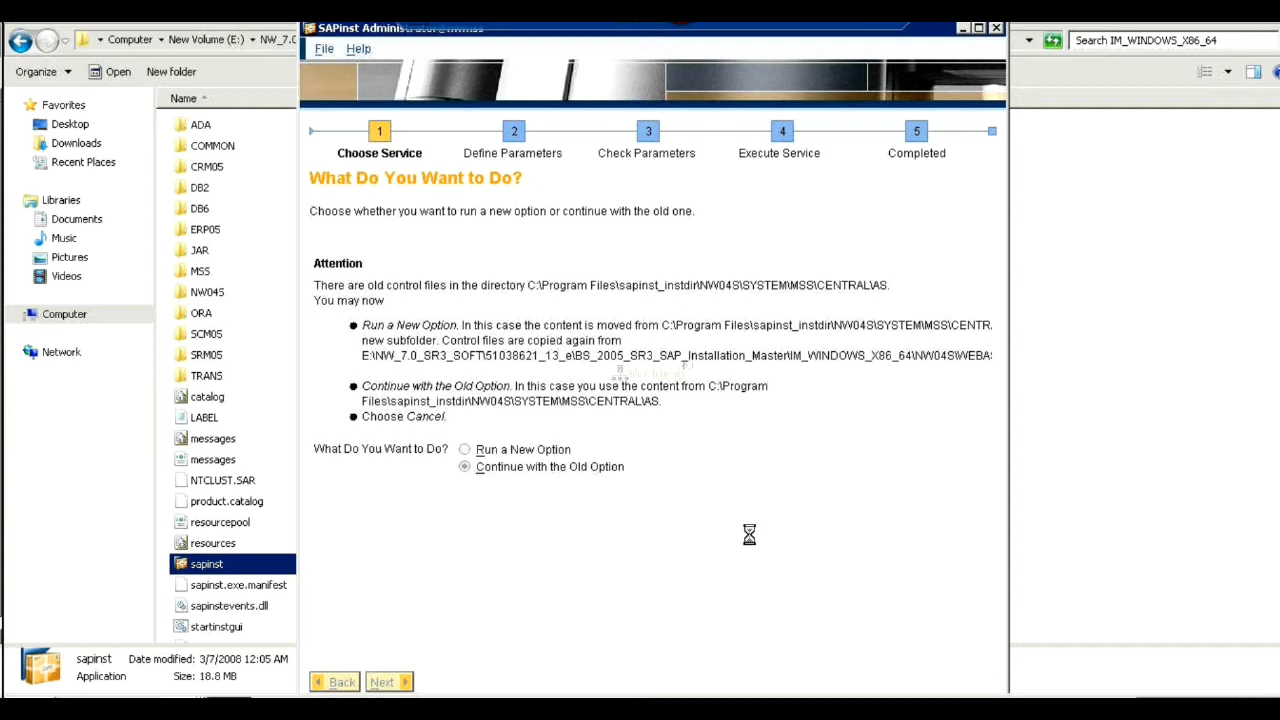 SAPinst Adminis
Computer
New Volume (E:)
NW_7.0
Search IM_WINDOWS_X86_64
File Help
Organize
Open
New folder
Favorites
Desktop
Downloads
Recent Places
Libraries
Documents
Music
Pictures
Videos
Computer
Network
Name
ADA
COMMON
CRM05
DB2
DB6
ERP05
JAR
MSS
NW04S
ORA
SCM05
SRM05
TRANS
catalog
LABEL
messages
messages
NTCLUST.SAR
product.catalog
resourcepool
resources
sapinst
sapinst.exe.manifest
sapinstevents.dll
startinstgui
1 2 3 4 5
Choose Service Define Parameters Check Parameters Execute Service Completed
What Do You Want to Do?
Choose whether you want to run a new option or continue with the old one.
Attention
There are old control files in the directory C:\Program Files\sapinst_instdir\NW04S\SYSTEM\MSS\CENTRAL\AS.
You may now
● Run a New Option. In this case the content is moved from C:\Program Files\sapinst_instdir\NW04S\SYSTEM\MSS\CENTR
new subfolder. Control files are copied again from
E:\NW_7.0_SR3_SOFT\51038621_13_e\BS_2005_SR3_SAP_Installation_Master\IM_WINDOWS_X86_64\NW04S\WEBAS
● Continue with the Old Option. In this case you use the content from C:\Program
Files\sapinst_instdir\NW04S\SYSTEM\MSS\CENTRAL\AS.
● Choose Cancel.
What Do You Want to Do?
Run a New Option
Continue with the Old Option
Back Next
sapinst Date modified: 3/7/2008 12:05 AM
Application Size: 18.8 MB